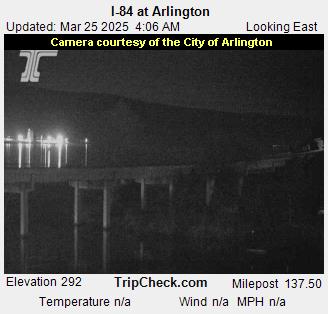 I-84 at Arlington
Updated: Mar 25 2025 4:06 AM Looking East
Camera courtesy of the City of Arlington
Elevation 292 TripCheck.com Milepost 137.50
Temperature n/a Wind n/a MPH n/a